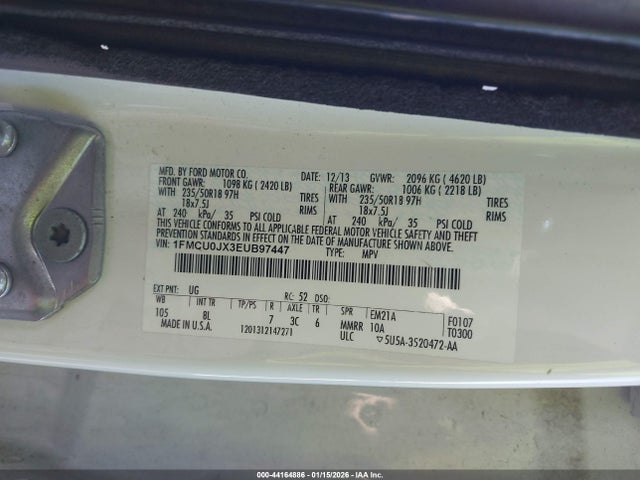 MFD. BY FORD MOTOR CO. DATE: 12/13 GVWR: 2096 KG ( 4620 LB)
FRONT GAWR: 1098 KG ( 2420 LB) REAR GAWR: 1006 KG ( 2218 LB)
WITH 235/50R18 97H TIRES WITH 235/50R18 97H TIRES
18x7.5J RIMS 18x7.5J RIMS
AT 240 kPa/ 35 PSI COLD AT 240 kPa/ 35 PSI COLD
THIS VEHICLE CONFORMS TO ALL APPLICABLE FEDERAL MOTOR VEHICLE SAFETY AND THEFT
PREVENTION STANDARDS IN EFFECT ON THE DATE OF MANUFACTURE SHOWN ABOVE.
VIN: 1FMCU0JX3EUB97447 TYPE: MPV
EXT PNT: UG RC: 52 DSO:
WB INT TR TP/PS R AXLE TR SPR EM21A F0107
105 8L 7 3C 6 MMRR 10A T0300
MADE IN U.S.A. 1201312147271 ULC ▽5U5A-3520472-AA
000-44164886 - 01/15/2026 - IAAI.CA